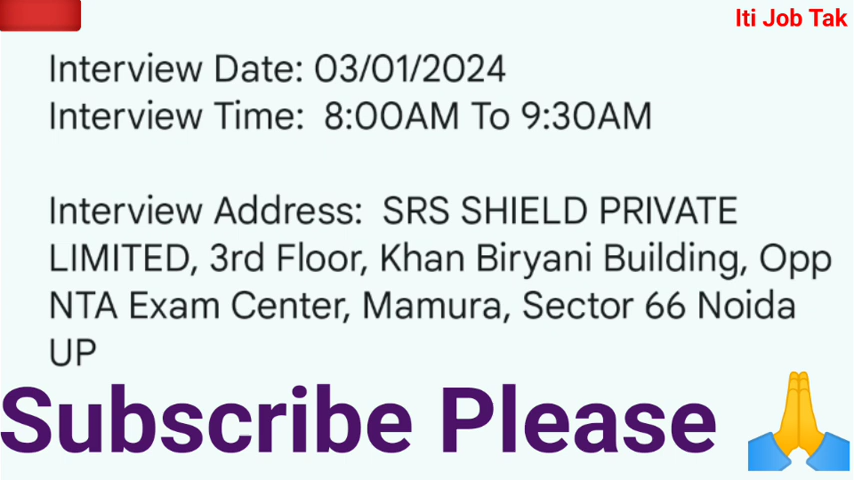 Iti Job Tak
Interview Date: 03/01/2024
Interview Time: 8:00AM To 9:30AM
Interview Address: SRS SHIELD PRIVATE
LIMITED, 3rd Floor, Khan Biryani Building, Opp
NTA Exam Center, Mamura, Sector 66 Noida
UP
Subscribe Please 🙏